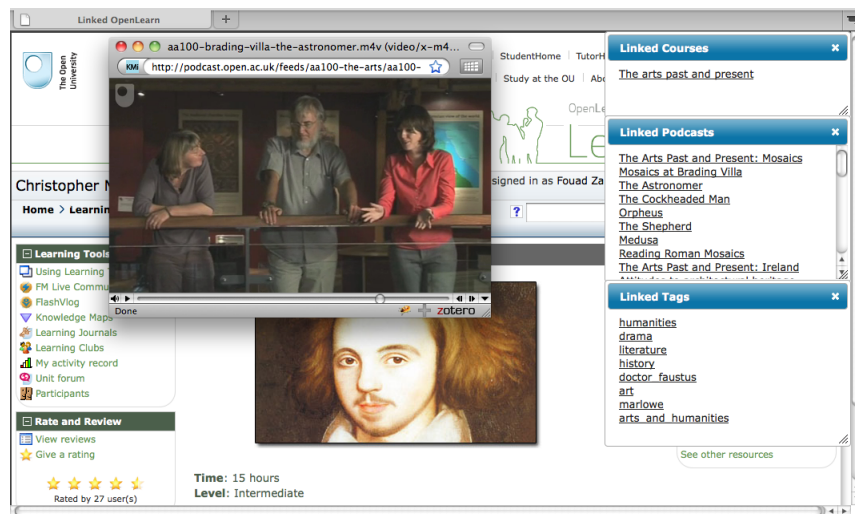 Linked OpenLearn
+
The Open
University
aa100-brading-villa-the-astronomer.m4v (video/x-m4...
KMi http://podcast.open.ac.uk/feeds/aa100-the-arts/aa100-
Done
zotero
StudentHome
Study at the OU
OpenLe
Le
Christopher
signed in as Fouad Za
Home > Learnin
?
Learning Tools
Using Learning
FM Live Commu
FlashVlog
Knowledge Maps
Learning Journals
Learning Clubs
My activity record
Unit forum
Participants
Rate and Review
View reviews
Give a rating
Rated by 27 user(s)
Time: 15 hours
Level: Intermediate
Linked Courses
The arts past and present
Linked Podcasts
The Arts Past and Present: Mosaics
Mosaics at Brading Villa
The Astronomer
The Cockheaded Man
Orpheus
The Shepherd
Medusa
Reading Roman Mosaics
The Arts Past and Present: Ireland
Linked Tags
humanities
drama
literature
history
doctor_faustus
art
marlowe
arts_and_humanities
See other resources